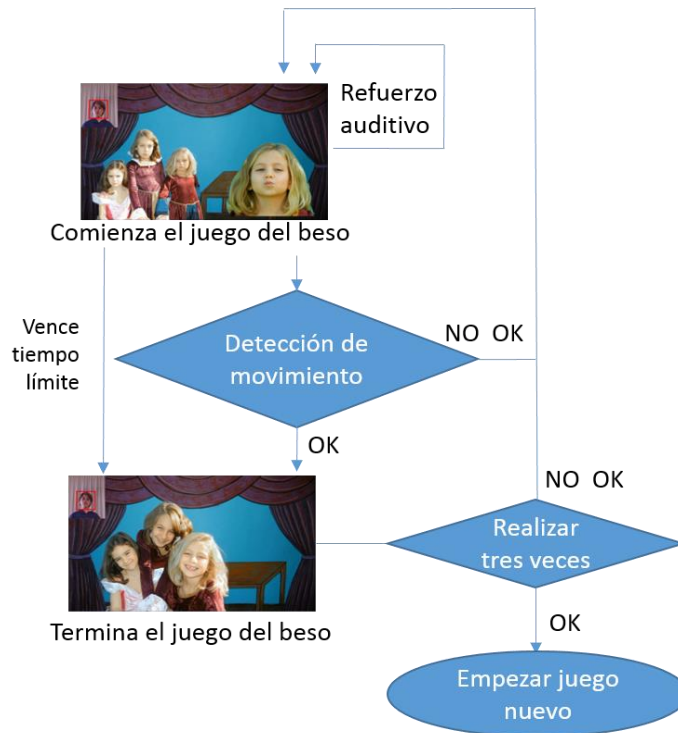 Refuerzo
auditivo
Comienza el juego del beso
Vence
tiempo
límite
Detección de
movimiento
NO OK
OK
NO OK
Realizar
tres veces
Termina el juego del beso
OK
Empezar juego
nuevo